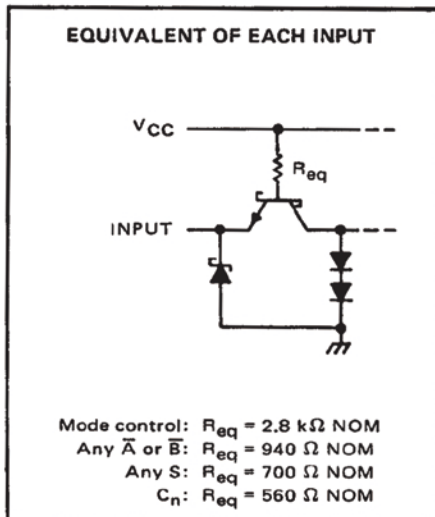 EQUIVALENT OF EACH INPUT
VCC
Req
INPUT
Mode control: Req = 2.8 kΩ NOM
Any A̅ or B̅: Req = 940 Ω NOM
Any S: Req = 700 Ω NOM
Cn: Req = 560 Ω NOM